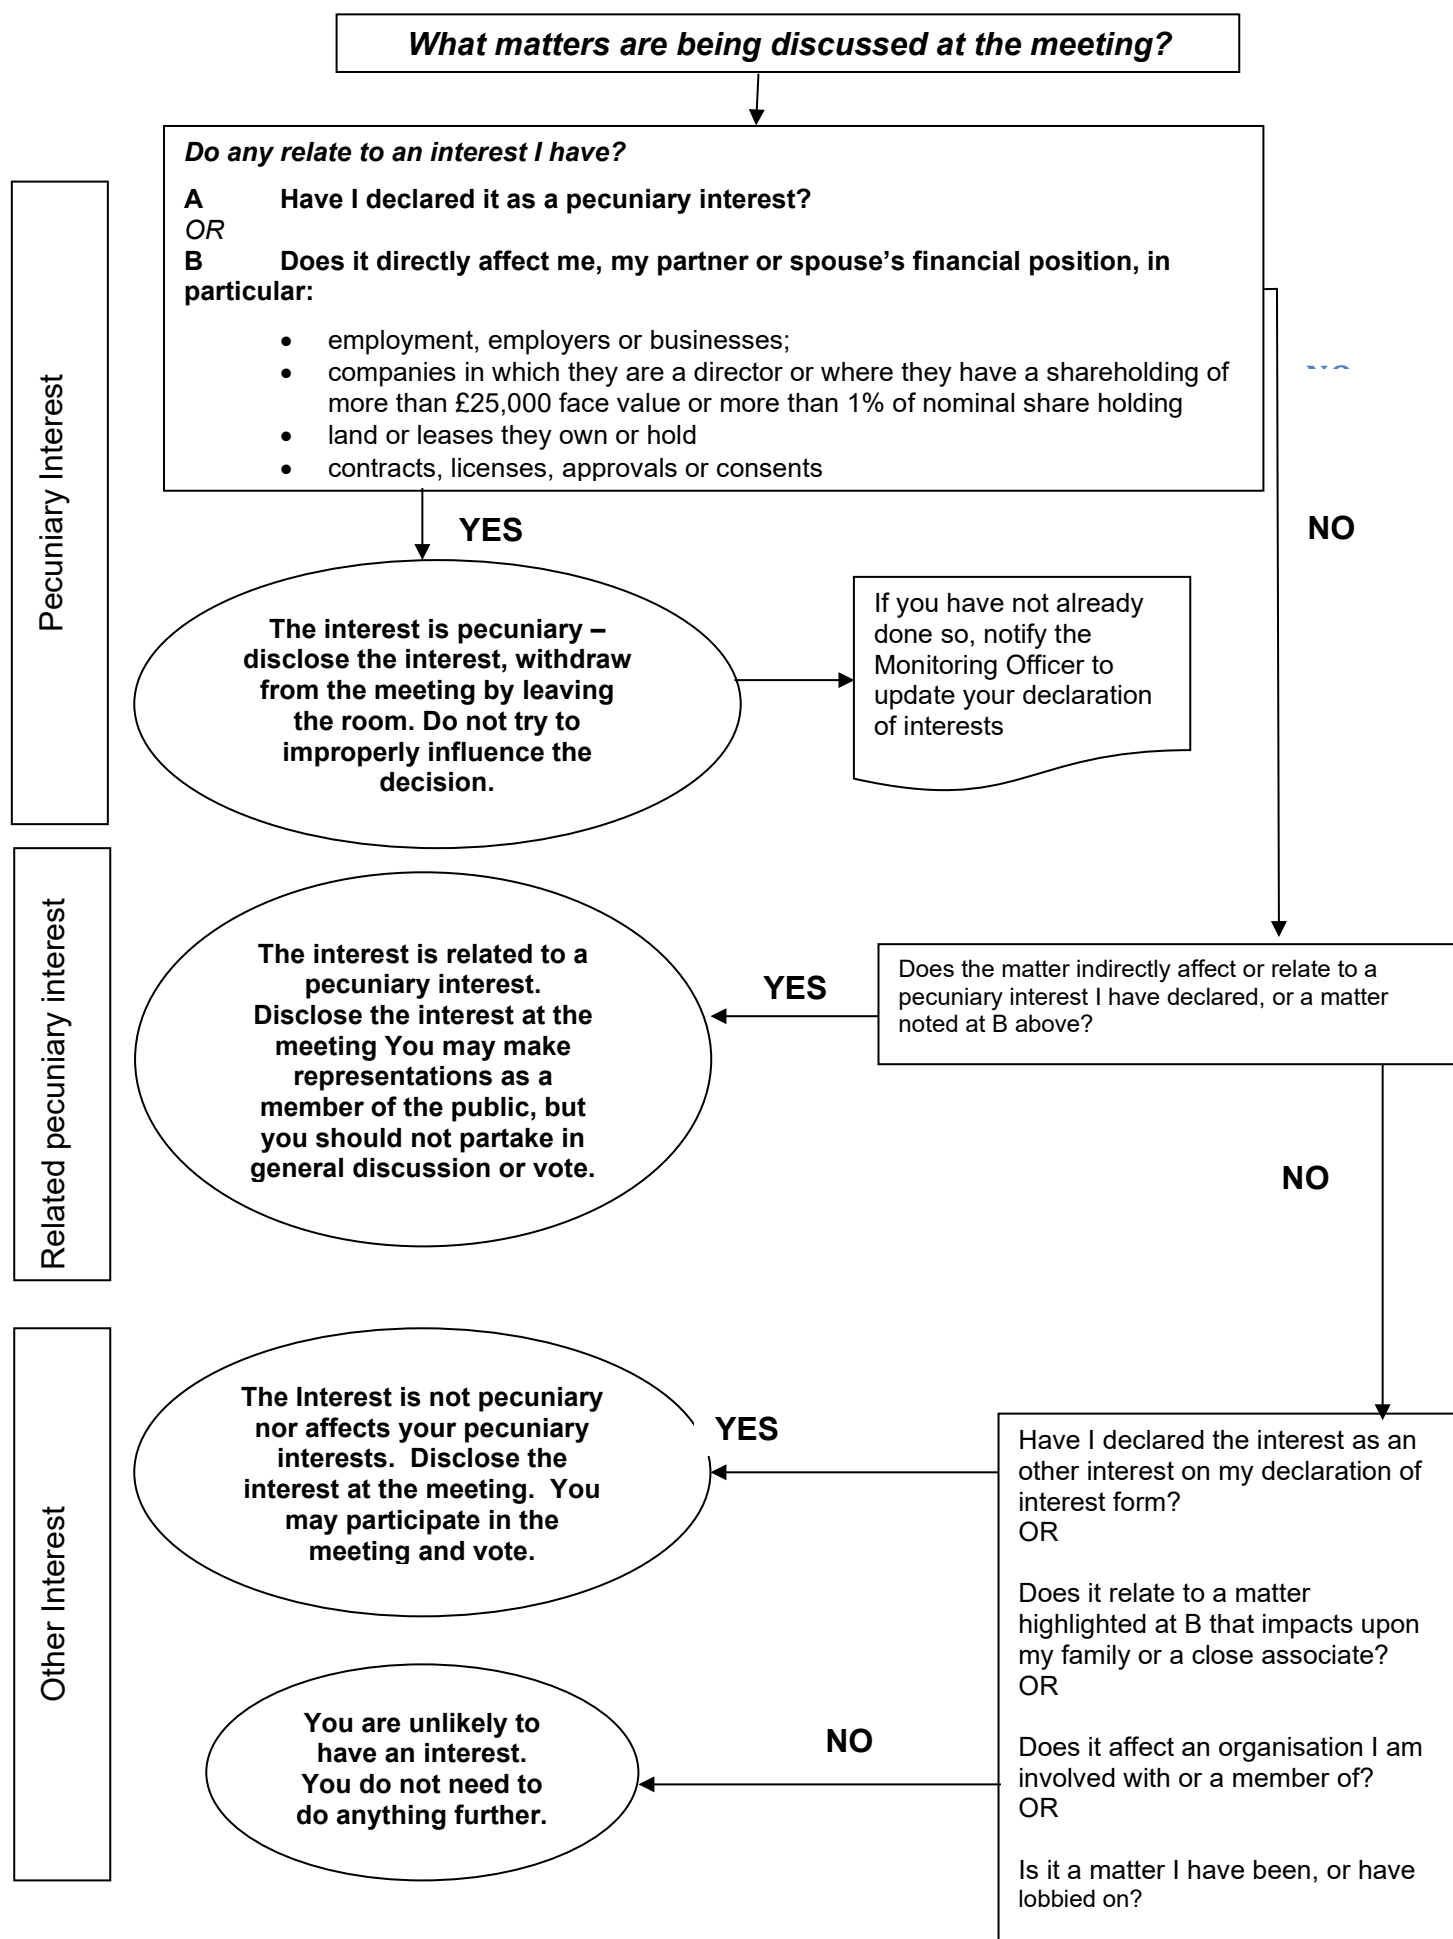 What matters are being discussed at the meeting?
Do any relate to an interest I have?
A Have I declared it as a pecuniary interest?
OR
B Does it directly affect me, my partner or spouse’s financial position, in
particular:
• employment, employers or businesses;
• companies in which they are a director or where they have a shareholding of
more than £25,000 face value or more than 1% of nominal share holding
• land or leases they own or hold
• contracts, licenses, approvals or consents
Pecuniary Interest
YES
NO
The interest is pecuniary –
disclose the interest, withdraw
from the meeting by leaving
the room. Do not try to
improperly influence the
decision.
If you have not already
done so, notify the
Monitoring Officer to
update your declaration
of interests
Related pecuniary interest
The interest is related to a
pecuniary interest.
Disclose the interest at the
meeting You may make
representations as a
member of the public, but
you should not partake in
general discussion or vote.
YES
Does the matter indirectly affect or relate to a
pecuniary interest I have declared, or a matter
noted at B above?
NO
Other Interest
The Interest is not pecuniary
nor affects your pecuniary
interests. Disclose the
interest at the meeting. You
may participate in the
meeting and vote.
YES
Have I declared the interest as an
other interest on my declaration of
interest form?
OR
Does it relate to a matter
highlighted at B that impacts upon
my family or a close associate?
OR
Does it affect an organisation I am
involved with or a member of?
OR
Is it a matter I have been, or have
lobbied on?
NO
You are unlikely to
have an interest.
You do not need to
do anything further.